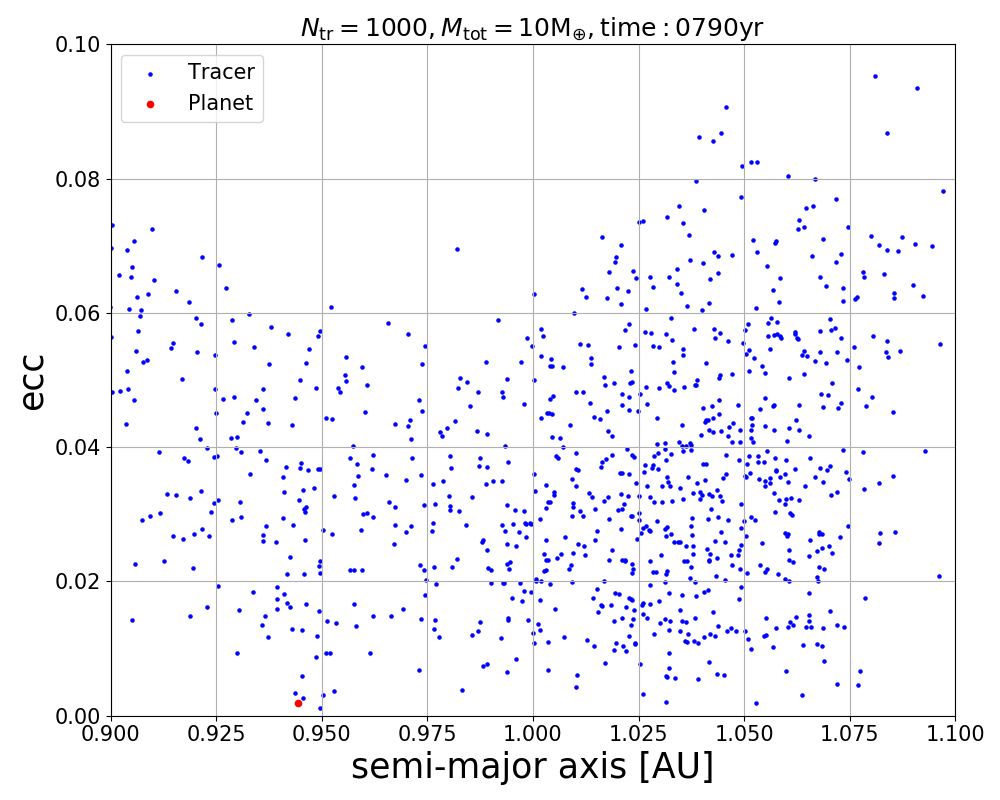 N_tr = 1000, M_tot = 10M_⊕, time : 0790yr
Tracer
Planet
ecc
0.10
0.08
0.06
0.04
0.02
0.00
0.900 0.925 0.950 0.975 1.000 1.025 1.050 1.075 1.100
semi-major axis [AU]